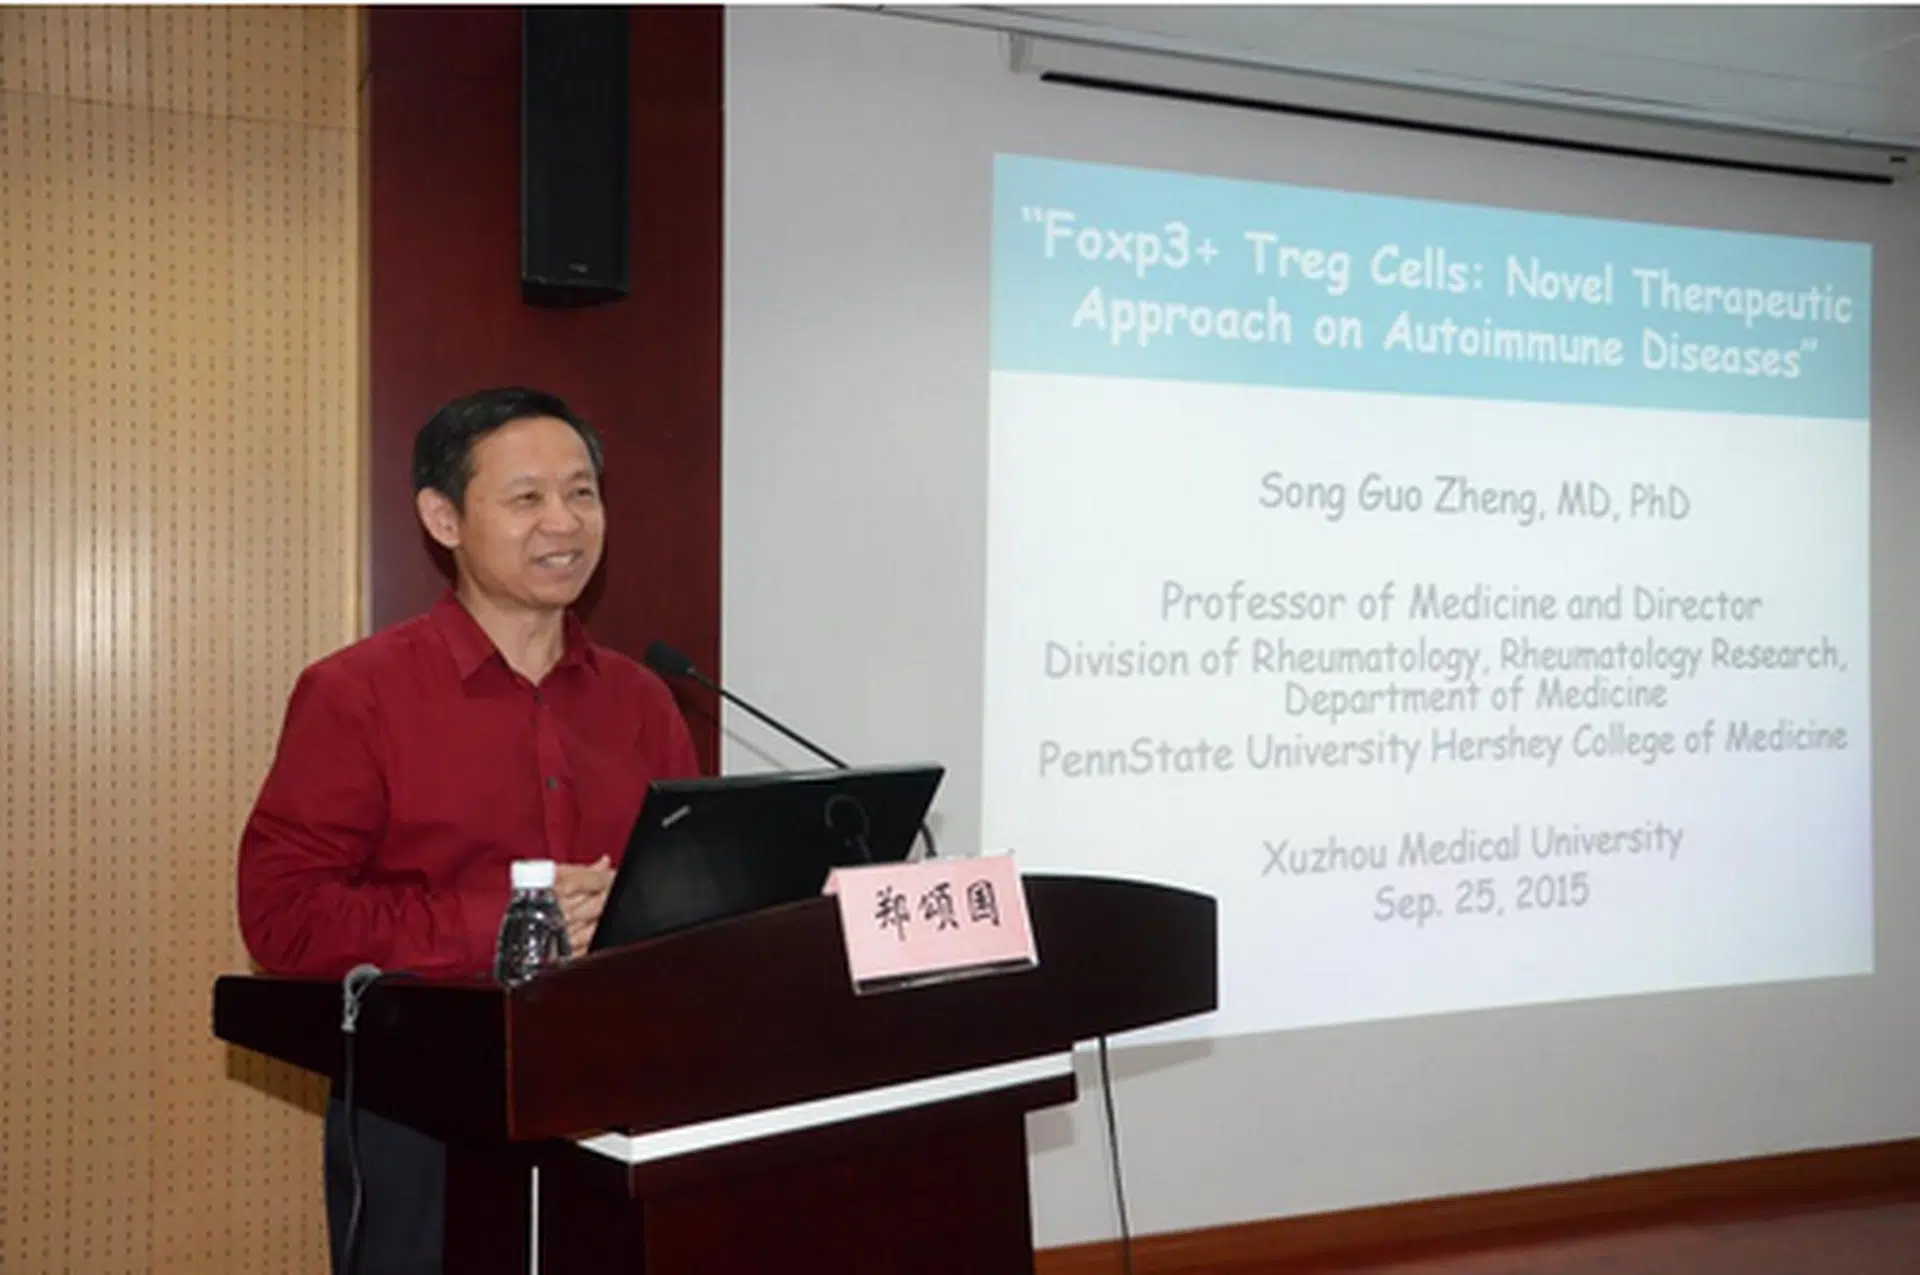 "Foxp3+ Treg Cells: Novel Therapeutic
Approach on Autoimmune Diseases"
Song Guo Zheng, MD, PhD
Professor of Medicine and Director
Division of Rheumatology, Rheumatology Research,
Department of Medicine
PennState University Hershey College of Medicine
Xuzhou Medical University
Sep. 25, 2015
郑颂国